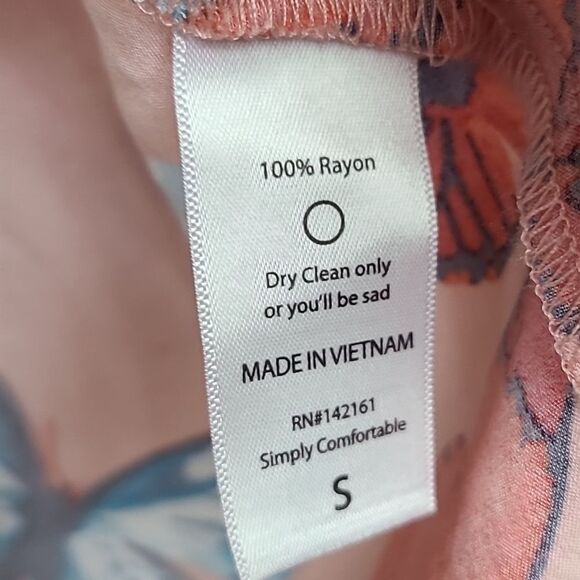 100% Rayon
Dry Clean only
or you'll be sad
MADE IN VIETNAM
RN#142161
Simply Comfortable
S